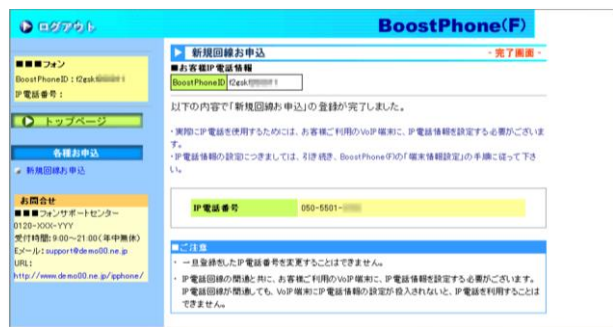 ログアウト
BoostPhone(F)
■■■フォン
BoostPhoneID：f2gsk
IP電話番号：
トップページ
各種お申込
新規回線お申込
お問合せ
■■■フォンサポートセンター
0120-XXX-YYY
受付時間：9:00～21:00(年中無休)
Eメール：support@demo00.ne.jp
URL：
http://www.demo00.ne.jp/ipphone/
新規回線お申込
- 完了画面 -
■お客様IP電話情報
BoostPhoneID f2gsk
以下の内容で「新規回線お申込」の登録が完了しました。
・実際にIP電話を使用するためには、お客様ご利用のVoIP端末に、IP電話情報を設定する必要がございま
す。
・IP電話情報の設定につきましては、引き続き、BoostPhone(F)の「端末情報設定」の手順に従って下さ
い。
IP電話番号 050-5501-
■ご注意
・ 一旦登録をしたIP電話番号を変更することはできません。
・ IP電話回線の開通と共に、お客様ご利用のVoIP端末に、IP電話情報を設定する必要がございます。
IP電話回線が開通しても、VoIP端末にIP電話情報の設定が投入されないと、IP電話を利用することは
できません。